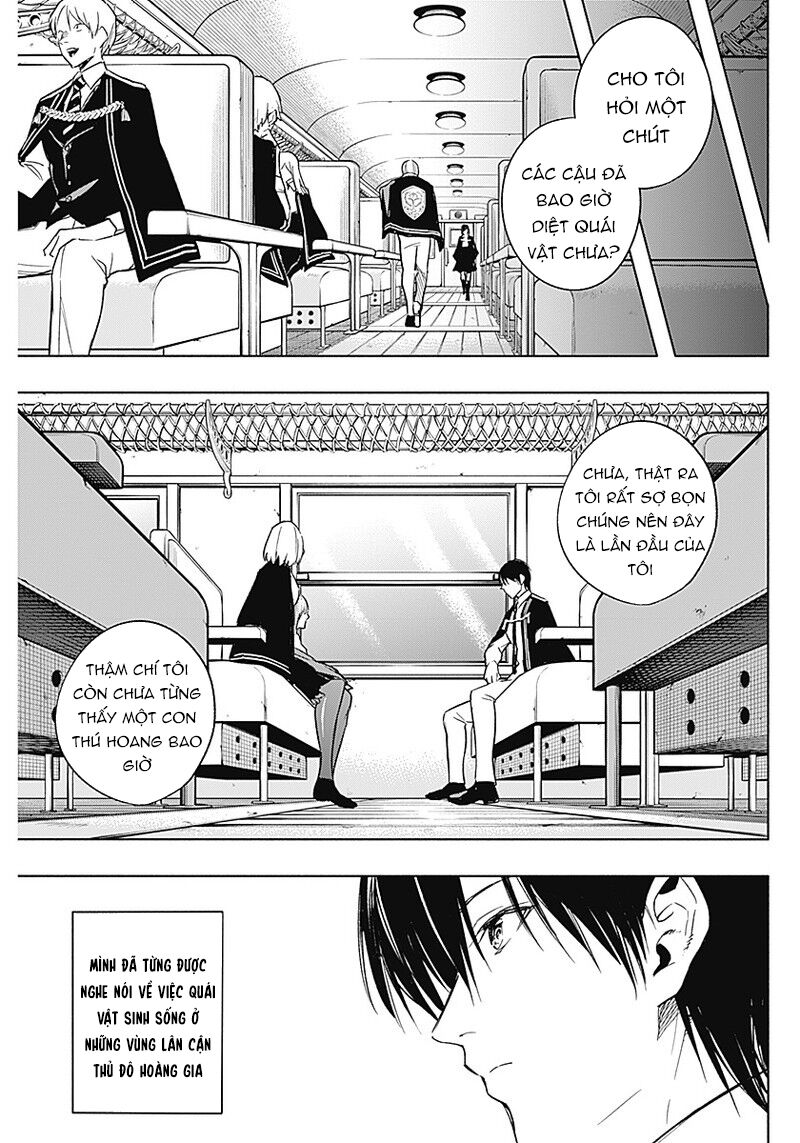 CHO TÔI
HỎI MỘT
CHÚT
CÁC CẬU ĐÃ
BAO GIỜ
DIỆT QUÁI
VẬT CHƯA?
CHƯA, THẬT RA
TÔI RẤT SỢ BỌN
CHÚNG NÊN ĐÂY
LÀ LẦN ĐẦU CỦA
TÔI
THẬM CHÍ TÔI
CÒN CHƯA TỪNG
THẤY MỘT CON
THÚ HOANG BAO
GIỜ
MÌNH ĐÃ TỪNG ĐƯỢC
NGHE NÓI VỀ VIỆC QUÁI
VẬT SINH SỐNG Ở
NHỮNG VÙNG LÂN CẬN
THỦ ĐÔ HOÀNG GIA